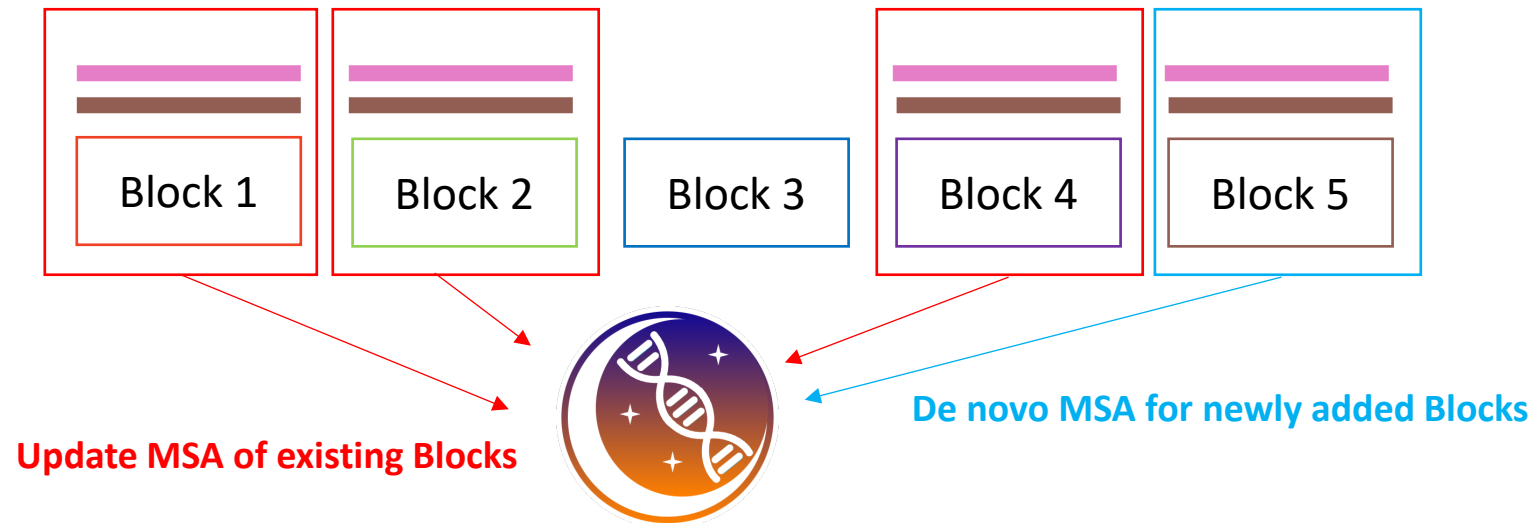 Block 1
Block 2
Block 3
Block 4
Block 5
De novo MSA for newly added Blocks
Update MSA of existing Blocks